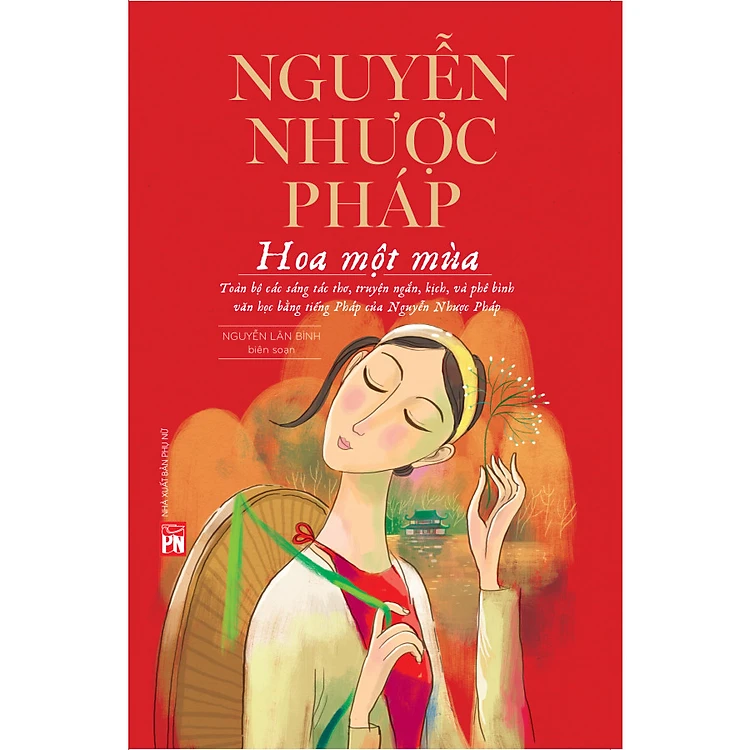 NGUYỄN
NHƯỢC
PHÁP
Hoa một mùa
Toàn bộ các sáng tác thơ, truyện ngắn, kịch, và phê bình
văn học bằng tiếng Pháp của Nguyễn Nhược Pháp
NGUYỄN LÂN BÌNH
biên soạn
NHÀ XUẤT BẢN PHỤ NỮ
PN